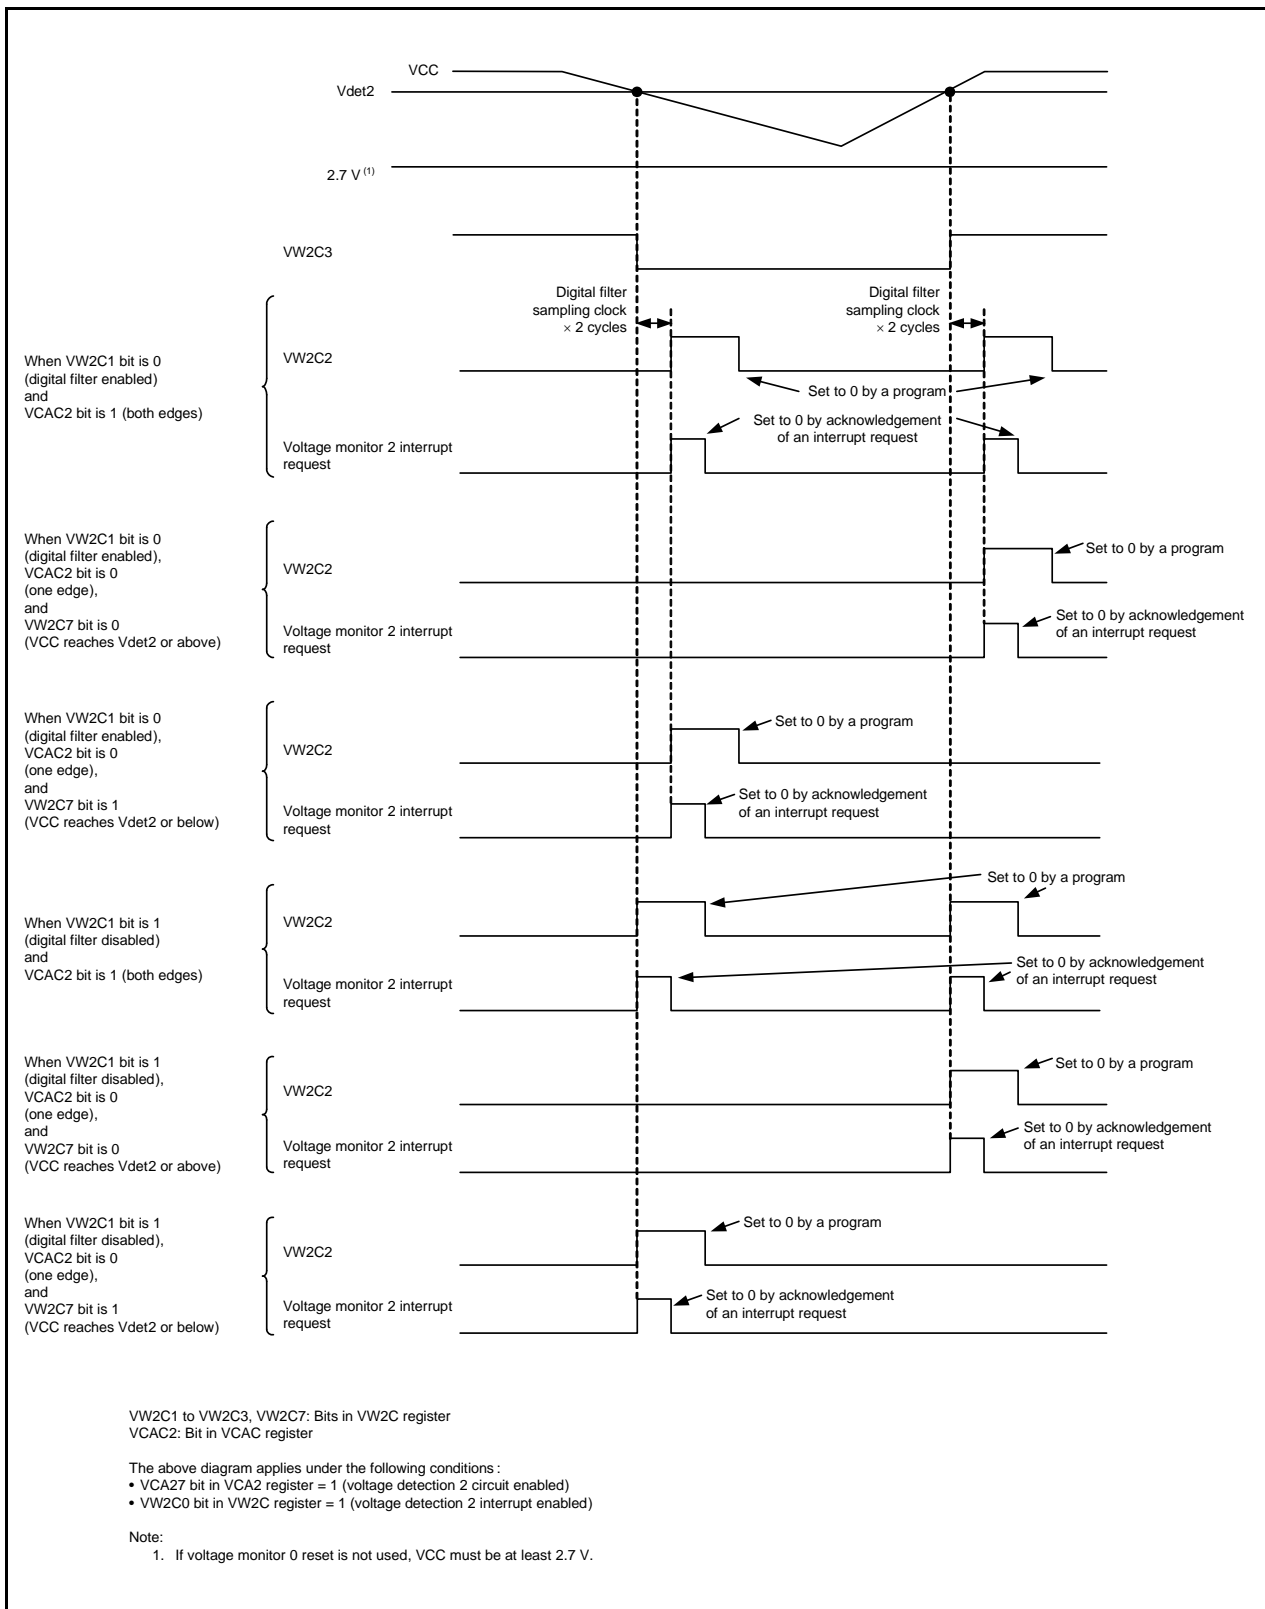 VCC
Vdet2
2.7 V (1)
VW2C3
Digital filter
sampling clock
× 2 cycles
Digital filter
sampling clock
× 2 cycles
When VW2C1 bit is 0
(digital filter enabled)
and
VCAC2 bit is 1 (both edges)
VW2C2
Set to 0 by a program
Voltage monitor 2 interrupt
request
Set to 0 by acknowledgement
of an interrupt request
When VW2C1 bit is 0
(digital filter enabled),
VCAC2 bit is 0
(one edge),
and
VW2C7 bit is 0
(VCC reaches Vdet2 or above)
VW2C2
Set to 0 by a program
Voltage monitor 2 interrupt
request
Set to 0 by acknowledgement
of an interrupt request
When VW2C1 bit is 0
(digital filter enabled),
VCAC2 bit is 0
(one edge),
and
VW2C7 bit is 1
(VCC reaches Vdet2 or below)
VW2C2
Set to 0 by a program
Voltage monitor 2 interrupt
request
Set to 0 by acknowledgement
of an interrupt request
When VW2C1 bit is 1
(digital filter disabled)
and
VCAC2 bit is 1 (both edges)
VW2C2
Set to 0 by a program
Voltage monitor 2 interrupt
request
Set to 0 by acknowledgement
of an interrupt request
When VW2C1 bit is 1
(digital filter disabled),
VCAC2 bit is 0
(one edge),
and
VW2C7 bit is 0
(VCC reaches Vdet2 or above)
VW2C2
Set to 0 by a program
Voltage monitor 2 interrupt
request
Set to 0 by acknowledgement
of an interrupt request
When VW2C1 bit is 1
(digital filter disabled),
VCAC2 bit is 0
(one edge),
and
VW2C7 bit is 1
(VCC reaches Vdet2 or below)
VW2C2
Set to 0 by a program
Voltage monitor 2 interrupt
request
Set to 0 by acknowledgement
of an interrupt request
VW2C1 to VW2C3, VW2C7: Bits in VW2C register
VCAC2: Bit in VCAC register
The above diagram applies under the following conditions :
• VCA27 bit in VCA2 register = 1 (voltage detection 2 circuit enabled)
• VW2C0 bit in VW2C register = 1 (voltage detection 2 interrupt enabled)
Note:
1. If voltage monitor 0 reset is not used, VCC must be at least 2.7 V.